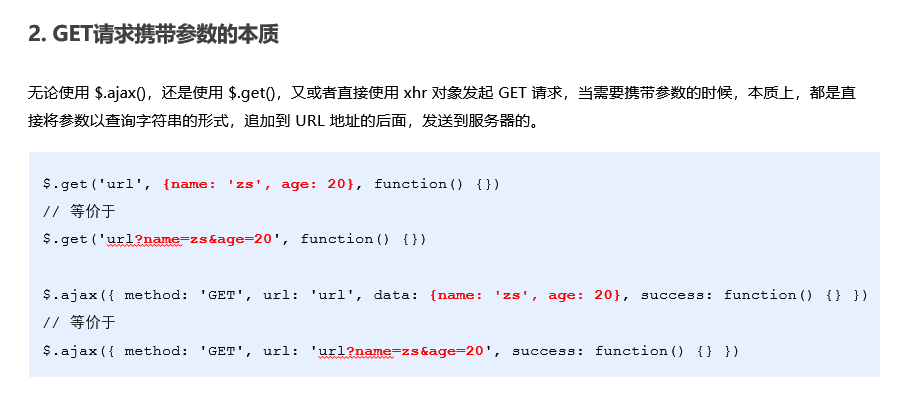 2. GET请求携带参数的本质
无论使用 $.ajax()，还是使用 $.get()，又或者直接使用 xhr 对象发起 GET 请求，当需要携带参数的时候，本质上，都是直
接将参数以查询字符串的形式，追加到 URL 地址的后面，发送到服务器的。
$.get('url', {name: 'zs', age: 20}, function() {})
// 等价于
$.get('url?name=zs&age=20', function() {})
$.ajax({ method: 'GET', url: 'url', data: {name: 'zs', age: 20}, success: function() {} })
// 等价于
$.ajax({ method: 'GET', url: 'url?name=zs&age=20', success: function() {} })